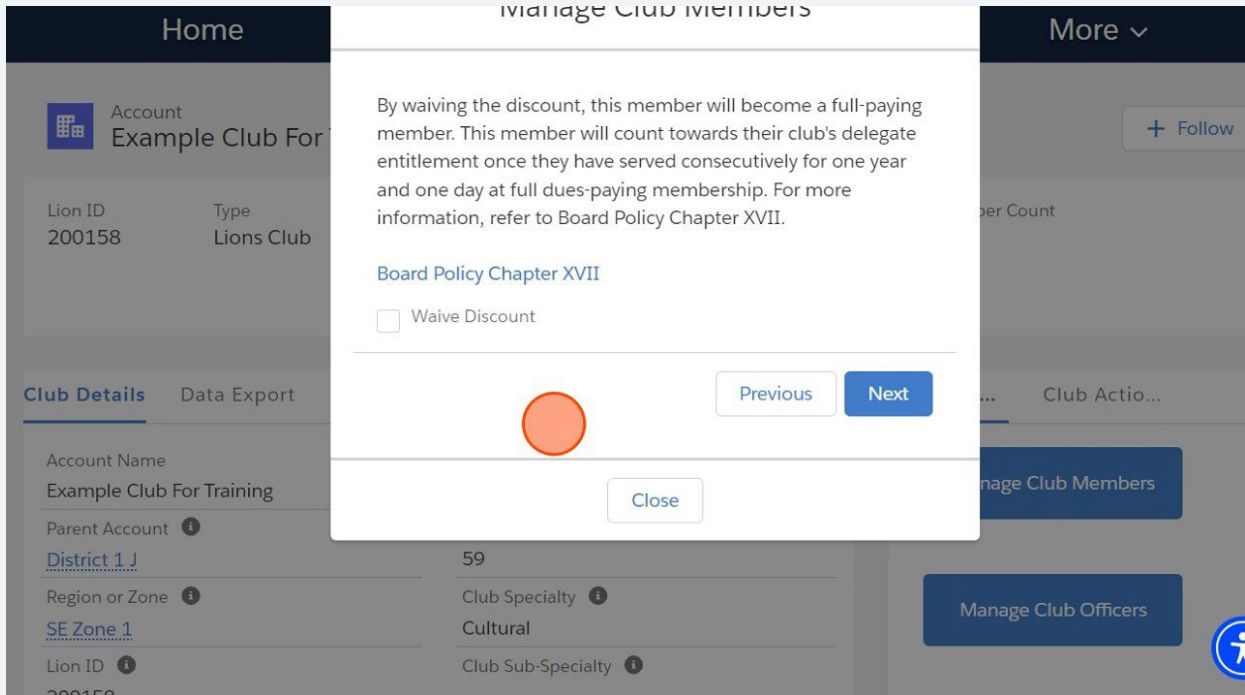 Manage Club Members
Home
More
Account
Example Club For
+ Follow
By waiving the discount, this member will become a full-paying
member. This member will count towards their club's delegate
entitlement once they have served consecutively for one year
and one day at full dues-paying membership. For more
information, refer to Board Policy Chapter XVII.
Lion ID
200158
Type
Lions Club
Count
Board Policy Chapter XVII
Waive Discount
Previous
Next
Close
Club Details
Data Export
...
Club Actio...
Account Name
Example Club For Training
Parent Account
District 1 J
59
Region or Zone
SE Zone 1
Club Specialty
Cultural
Lion ID
Club Sub-Specialty
Club Members
Manage Club Officers